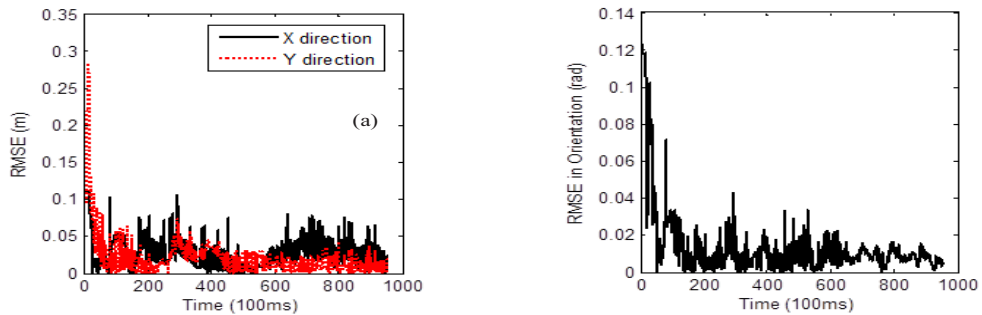 0.35
0.3
0.25
0.2
0.15
0.1
0.05
0
RMSE (m)
X direction
Y direction
(a)
0 200 400 600 800 1000
Time (100ms)
0.14
0.12
0.1
0.08
0.06
0.04
0.02
0
RMSE in Orientation (rad)
0 200 400 600 800 1000
Time (100ms)